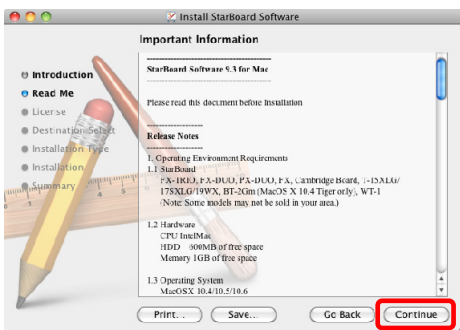 Install StarBoard Software
Important Information
Introduction
Read Me
License
Destination Select
Installation Type
Installation
Summary
StarBoard Software 9.3 for Mac
Please read this document before Installation
Release Notes
1. Operating Environment Requirements
1.1 StarBoard
FX-TRIO, FX-DUO, PX-DUO, FX, Cambridge Board, T-15XLG/
17SXLG/19WX, BT-2Gm (MacOS X 10.4 Tiger only), WT-1
(Note: Some models may not be sold in your area.)
1.2 Hardware
CPU IntelMac
HDD 600MB of free space
Memory 1GB of free space
1.3 Operating System
MacOSX 10.4/10.5/10.6
Print...
Save...
Go Back
Continue